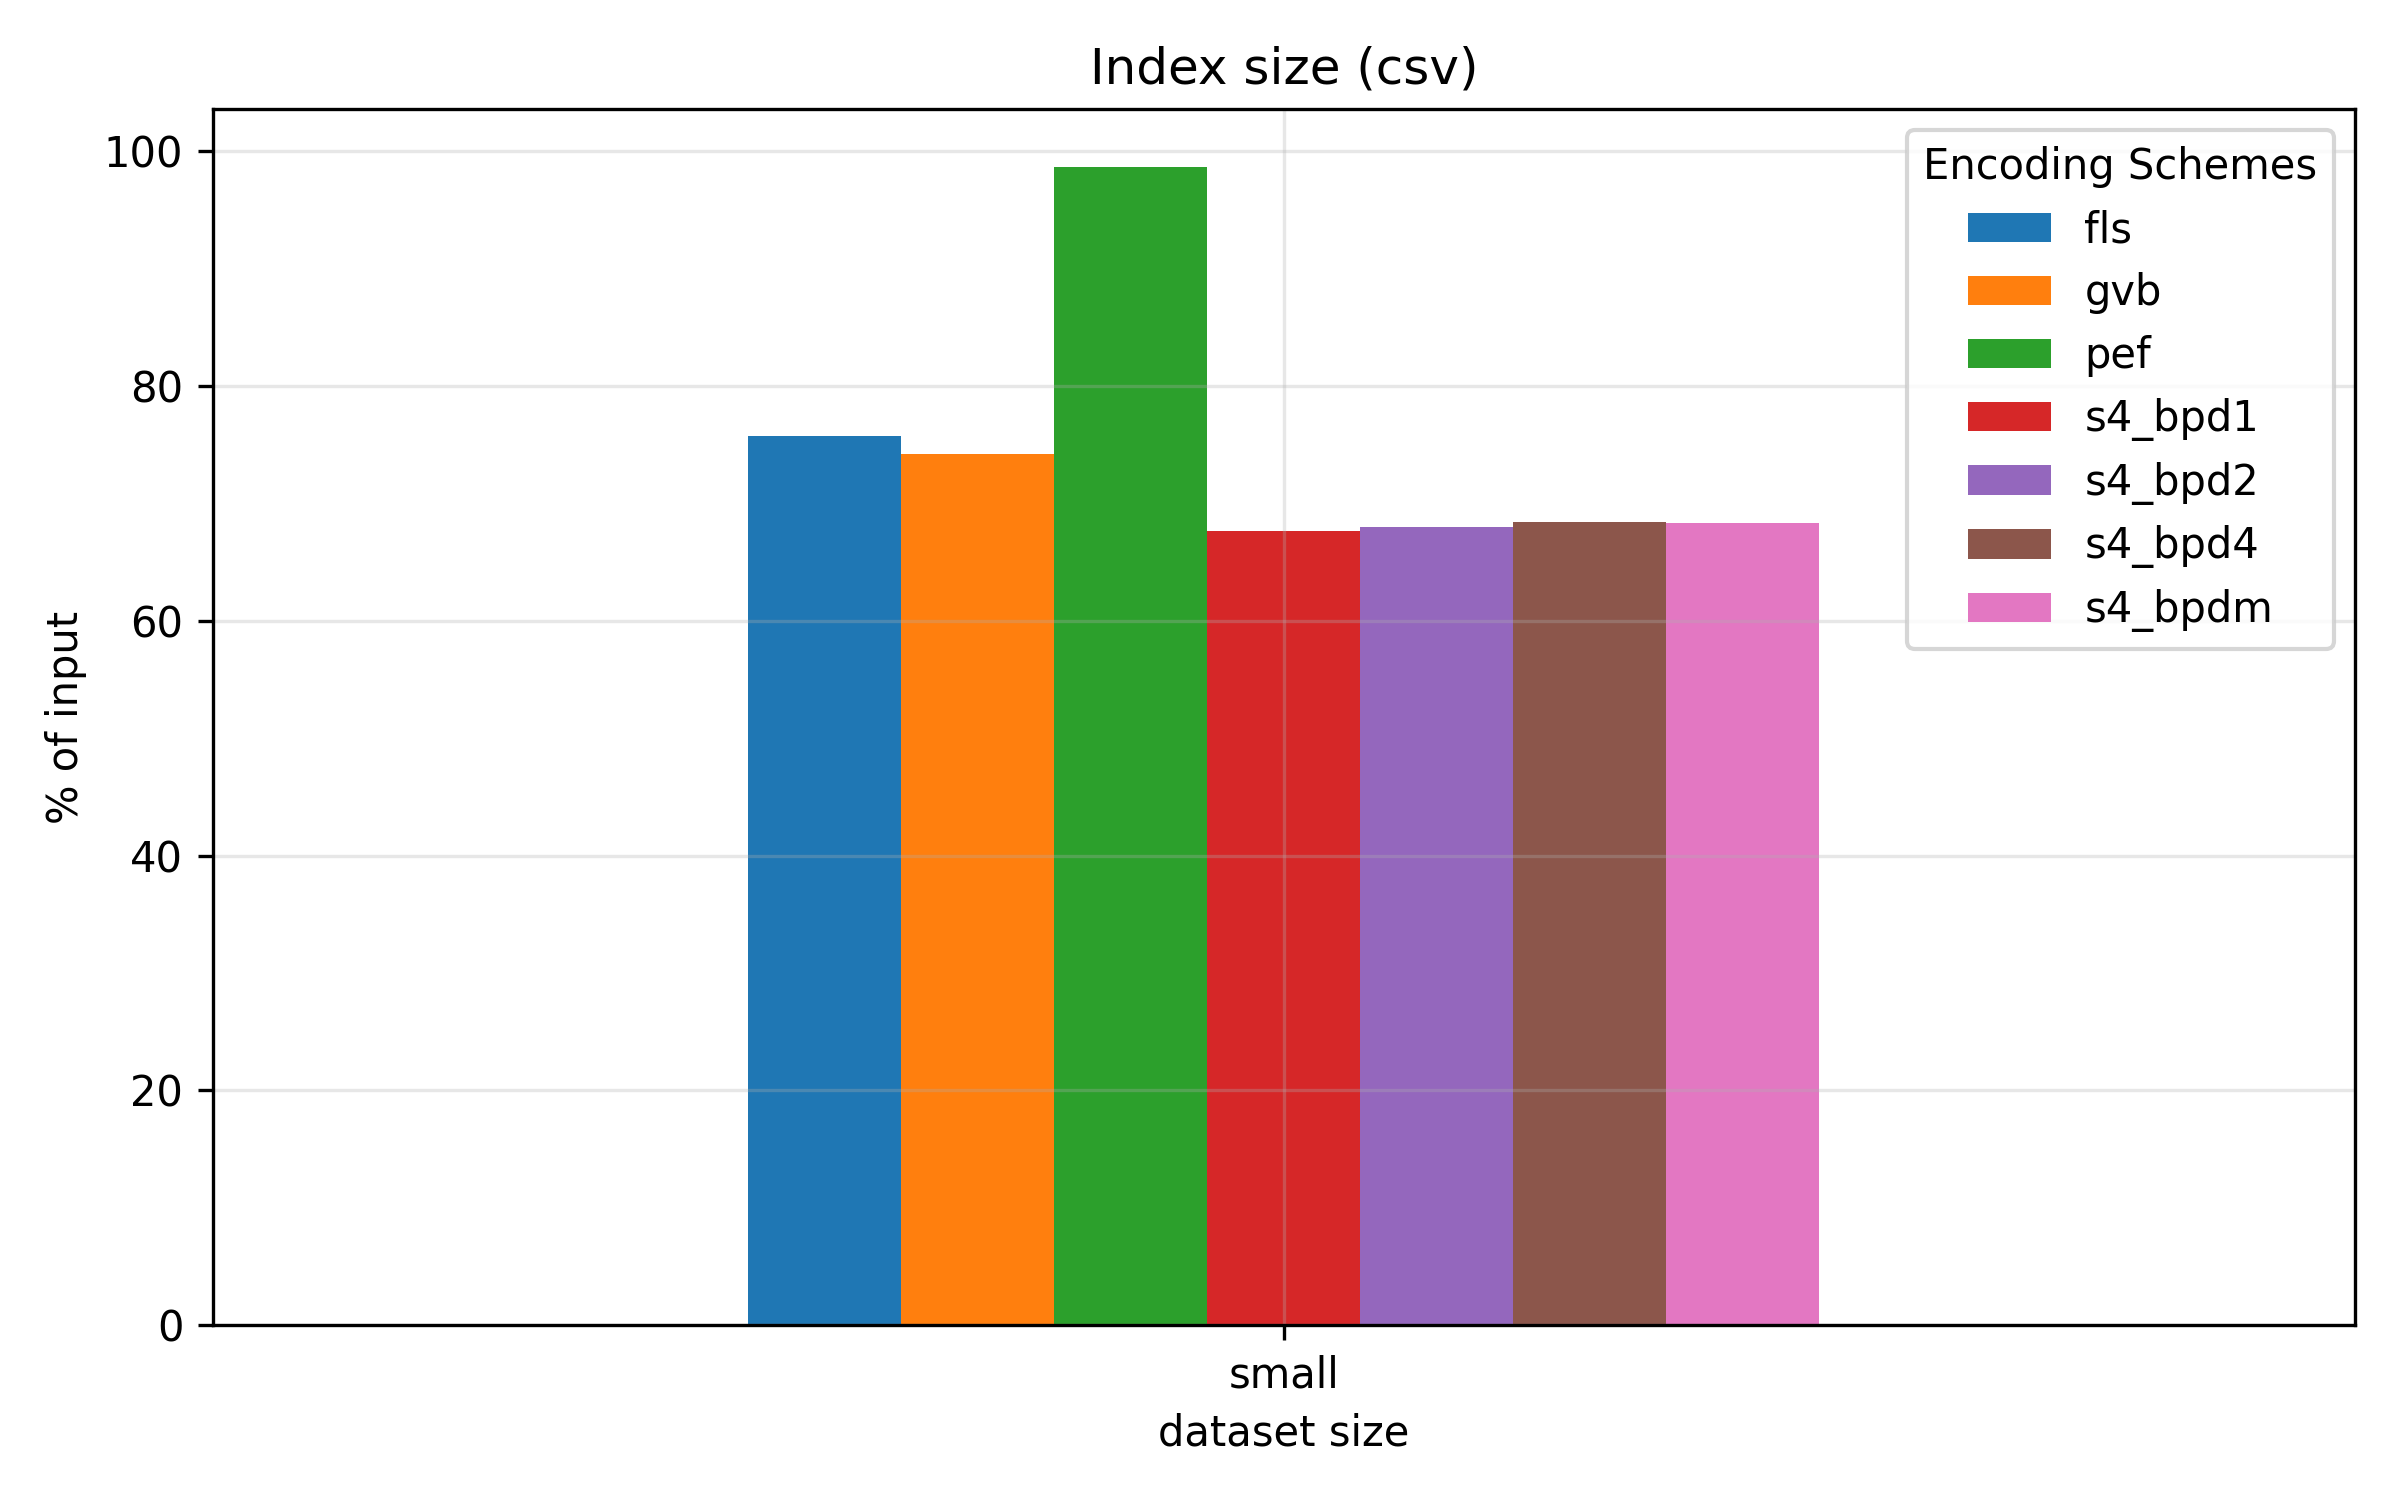 Index size (csv)
100
80
60
40
20
0
% of input
small
dataset size
Encoding Schemes
fls
gvb
pef
s4_bpd1
s4_bpd2
s4_bpd4
s4_bpdm